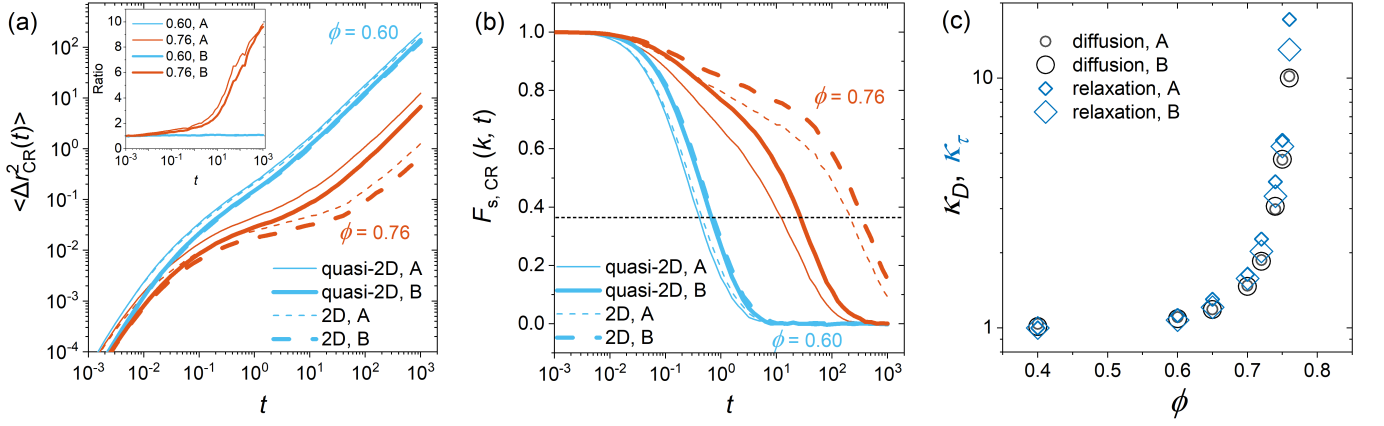 (a)
<Δr²CR(t)>
10²
10¹
10⁰
10⁻¹
10⁻²
10⁻³
10⁻⁴
10⁻³ 10⁻² 10⁻¹ 10⁰ 10¹ 10² 10³
t
Ratio
10
8
6
4
2
0
10⁻³ 10⁻¹ 10¹ 10³
t
0.60, A
0.76, A
0.60, B
0.76, B
ϕ = 0.60
ϕ = 0.76
quasi-2D, A
quasi-2D, B
2D, A
2D, B
(b)
Fs, CR (k, t)
1.0
0.8
0.6
0.4
0.2
0.0
10⁻³ 10⁻² 10⁻¹ 10⁰ 10¹ 10² 10³
t
ϕ = 0.76
quasi-2D, A
quasi-2D, B
2D, A
2D, B
ϕ = 0.60
(c)
κD, κτ
10
1
0.4 0.5 0.6 0.7 0.8
ϕ
diffusion, A
diffusion, B
relaxation, A
relaxation, B